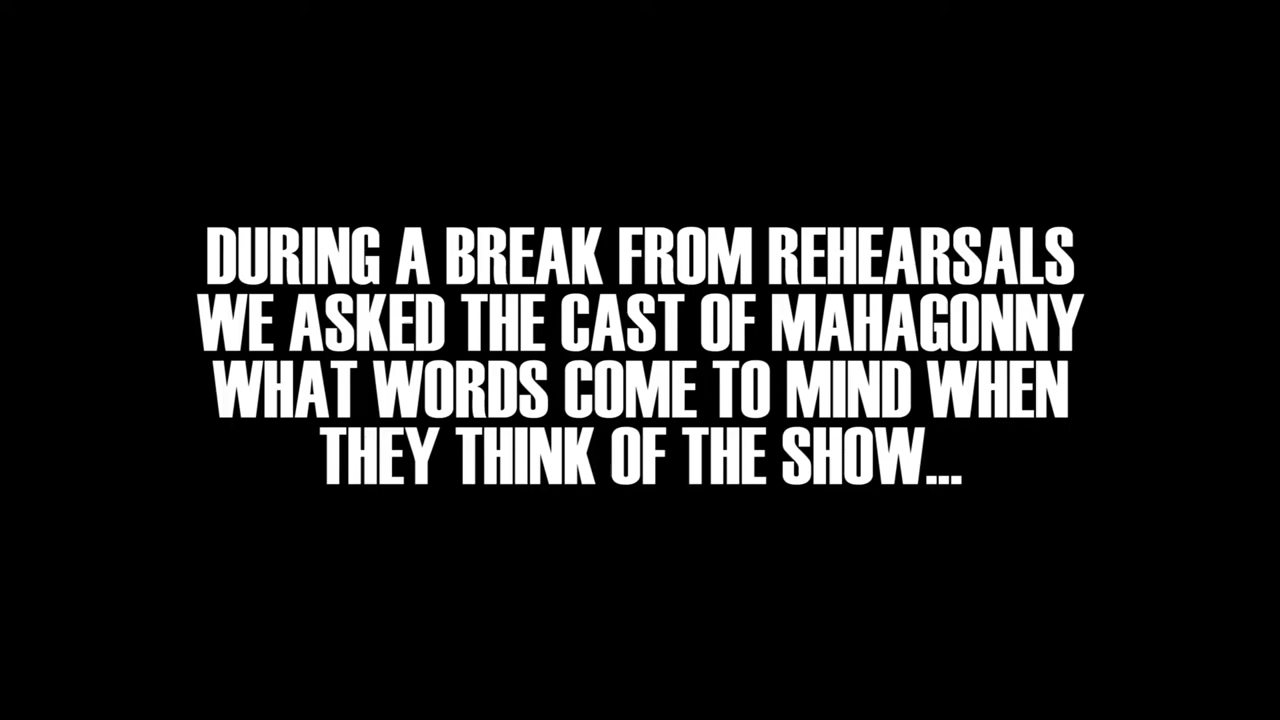 DURING A BREAK FROM REHEARSALS
WE ASKED THE CAST OF MAHAGONNY
WHAT WORDS COME TO MIND WHEN
THEY THINK OF THE SHOW...